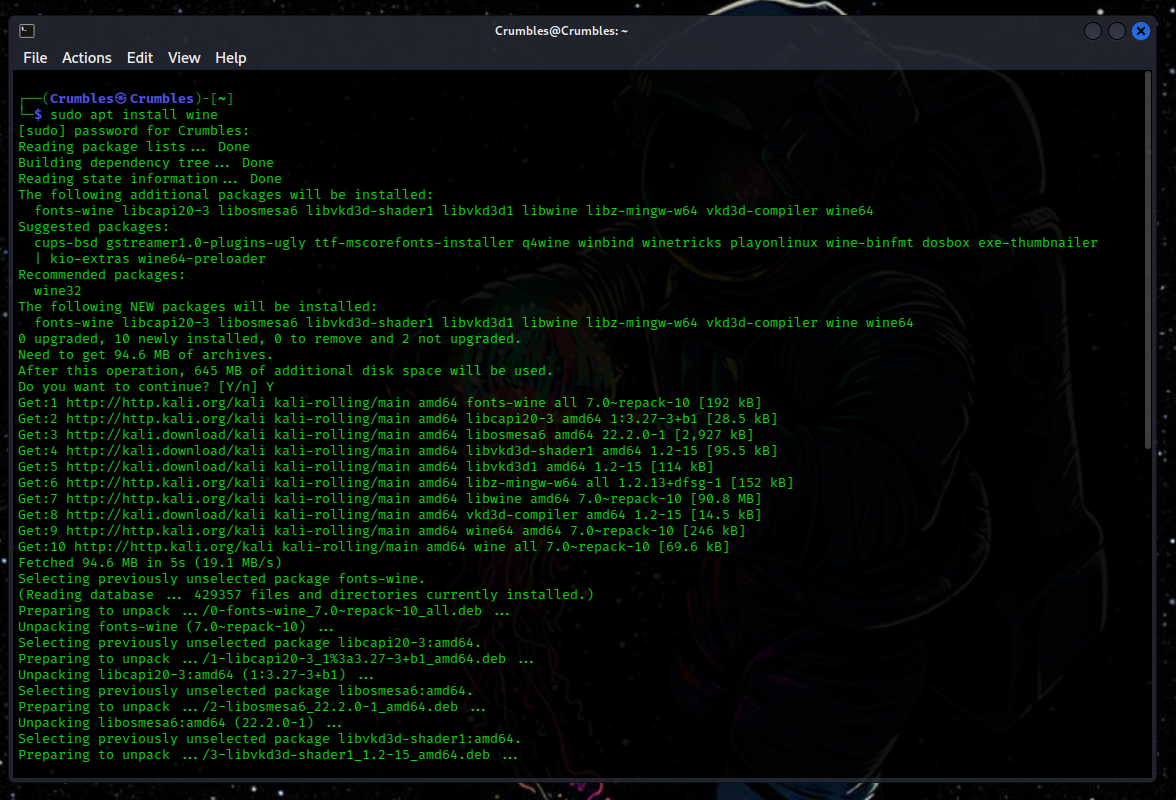 Crumbles@Crumbles: ~
File Actions Edit View Help
┌──(Crumbles㉿Crumbles)-[~]
└─$ sudo apt install wine
[sudo] password for Crumbles:
Reading package lists... Done
Building dependency tree... Done
Reading state information... Done
The following additional packages will be installed:
  fonts-wine libcapi20-3 libosmesa6 libvkd3d-shader1 libvkd3d1 libwine libz-mingw-w64 vkd3d-compiler wine64
Suggested packages:
  cups-bsd gstreamer1.0-plugins-ugly ttf-mscorefonts-installer q4wine winbind winetricks playonlinux wine-binfmt dosbox exe-thumbnailer
  | kio-extras wine64-preloader
Recommended packages:
  wine32
The following NEW packages will be installed:
  fonts-wine libcapi20-3 libosmesa6 libvkd3d-shader1 libvkd3d1 libwine libz-mingw-w64 vkd3d-compiler wine wine64
0 upgraded, 10 newly installed, 0 to remove and 2 not upgraded.
Need to get 94.6 MB of archives.
After this operation, 645 MB of additional disk space will be used.
Do you want to continue? [Y/n] Y
Get:1 http://http.kali.org/kali kali-rolling/main amd64 fonts-wine all 7.0~repack-10 [192 kB]
Get:2 http://http.kali.org/kali kali-rolling/main amd64 libcapi20-3 amd64 1:3.27-3+b1 [28.5 kB]
Get:3 http://kali.download/kali kali-rolling/main amd64 libosmesa6 amd64 22.2.0-1 [2,927 kB]
Get:4 http://kali.download/kali kali-rolling/main amd64 libvkd3d-shader1 amd64 1.2-15 [95.5 kB]
Get:5 http://kali.download/kali kali-rolling/main amd64 libvkd3d1 amd64 1.2-15 [114 kB]
Get:6 http://kali.download/kali kali-rolling/main amd64 libz-mingw-w64 all 1.2.13+dfsg-1 [152 kB]
Get:7 http://http.kali.org/kali kali-rolling/main amd64 libwine amd64 7.0~repack-10 [90.8 MB]
Get:8 http://kali.download/kali kali-rolling/main amd64 vkd3d-compiler amd64 1.2-15 [14.5 kB]
Get:9 http://http.kali.org/kali kali-rolling/main amd64 wine64 amd64 7.0~repack-10 [246 kB]
Get:10 http://http.kali.org/kali kali-rolling/main amd64 wine all 7.0~repack-10 [69.6 kB]
Fetched 94.6 MB in 5s (19.1 MB/s)
Selecting previously unselected package fonts-wine.
(Reading database ... 429357 files and directories currently installed.)
Preparing to unpack .../0-fonts-wine_7.0~repack-10_all.deb ...
Unpacking fonts-wine (7.0~repack-10) ...
Selecting previously unselected package libcapi20-3:amd64.
Preparing to unpack .../1-libcapi20-3_1%3a3.27-3+b1_amd64.deb ...
Unpacking libcapi20-3:amd64 (1:3.27-3+b1) ...
Selecting previously unselected package libosmesa6:amd64.
Preparing to unpack .../2-libosmesa6_22.2.0-1_amd64.deb ...
Unpacking libosmesa6:amd64 (22.2.0-1) ...
Selecting previously unselected package libvkd3d-shader1:amd64.
Preparing to unpack .../3-libvkd3d-shader1_1.2-15_amd64.deb ...